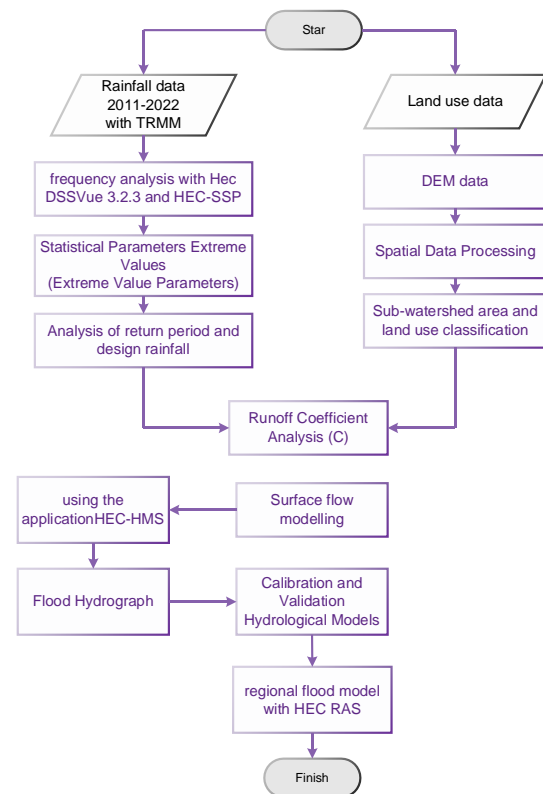 Star
Rainfall data
2011-2022
with TRMM
Land use data
frequency analysis with Hec
DSSVue 3.2.3 and HEC-SSP
DEM data
Statistical Parameters Extreme
Values
(Extreme Value Parameters)
Spatial Data Processing
Analysis of return period and
design rainfall
Sub-watershed area and
land use classification
Runoff Coefficient
Analysis (C)
using the
applicationHEC-HMS
Surface flow
modelling
Flood Hydrograph
Calibration and
Validation
Hydrological Models
regional flood model
with HEC RAS
Finish